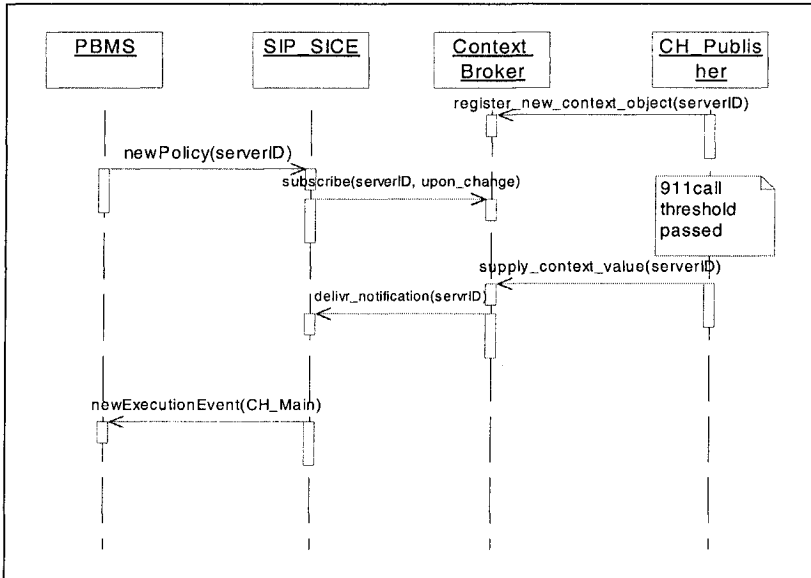 PBMS
SIP_SICE
Context
Broker
CH_Publis
her
register_new_context_object(serverID)
newPolicy(serverID)
subscribe(serverID, upon_change)
911call
threshold
passed
supply_context_value(serverID)
delivr_notification(servrID)
newExecutionEvent(CH_Main)